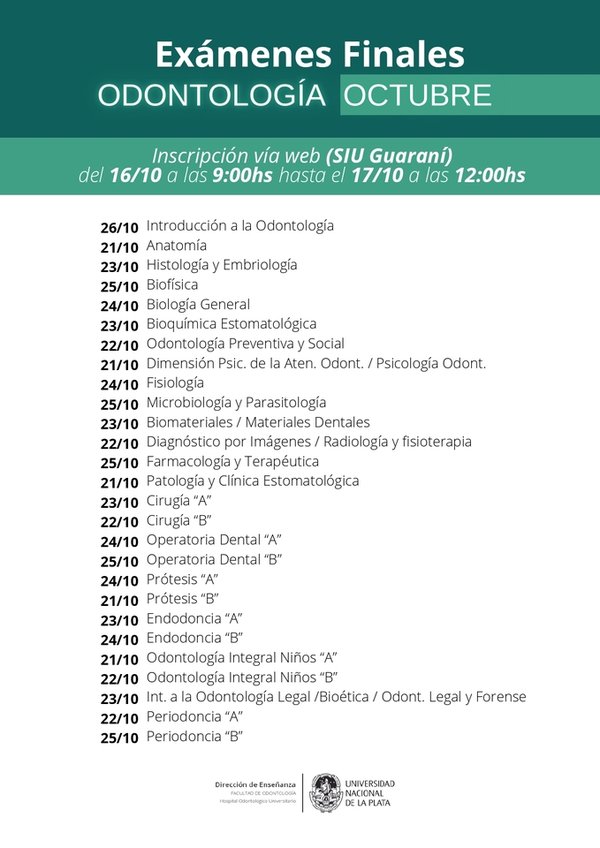 Exámenes Finales
ODONTOLOGÍA OCTUBRE
Inscripción vía web (SIU Guaraní)
del 16/10 a las 9:00hs hasta el 17/10 a las 12:00hs
26/10 Introducción a la Odontología
21/10 Anatomía
23/10 Histología y Embriología
25/10 Biofísica
24/10 Biología General
23/10 Bioquímica Estomatológica
22/10 Odontología Preventiva y Social
21/10 Dimensión Psic. de la Aten. Odont. / Psicología Odont.
24/10 Fisiología
25/10 Microbiología y Parasitología
23/10 Biomateriales / Materiales Dentales
22/10 Diagnóstico por Imágenes / Radiología y fisioterapia
25/10 Farmacología y Terapéutica
21/10 Patología y Clínica Estomatológica
23/10 Cirugía “A”
22/10 Cirugía “B”
24/10 Operatoria Dental “A”
25/10 Operatoria Dental “B”
24/10 Prótesis “A”
21/10 Prótesis “B”
23/10 Endodoncia “A”
24/10 Endodoncia “B”
21/10 Odontología Integral Niños “A”
22/10 Odontología Integral Niños “B”
23/10 Int. a la Odontología Legal /Bioética / Odont. Legal y Forense
22/10 Periodoncia “A”
25/10 Periodoncia “B”
Dirección de Enseñanza
FACULTAD DE ODONTOLOGÍA
Hospital Odontológico Universitario
UNIVERSIDAD
NACIONAL
DE LA PLATA